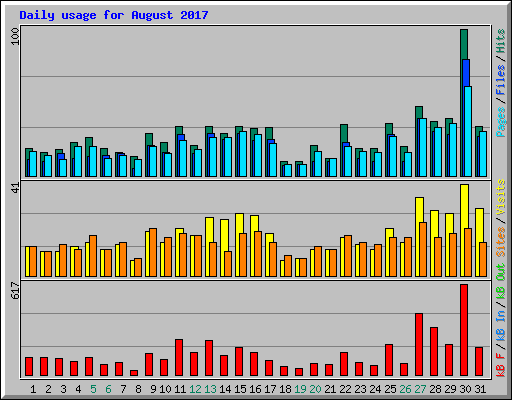 Daily usage for August 2017
100
Pages / Files / Hits
41
Sites / Visits
617
kB F / kB In / kB Out
1 2 3 4 5 6 7 8 9 10 11 12 13 14 15 16 17 18 19 20 21 22 23 24 25 26 27 28 29 30 31